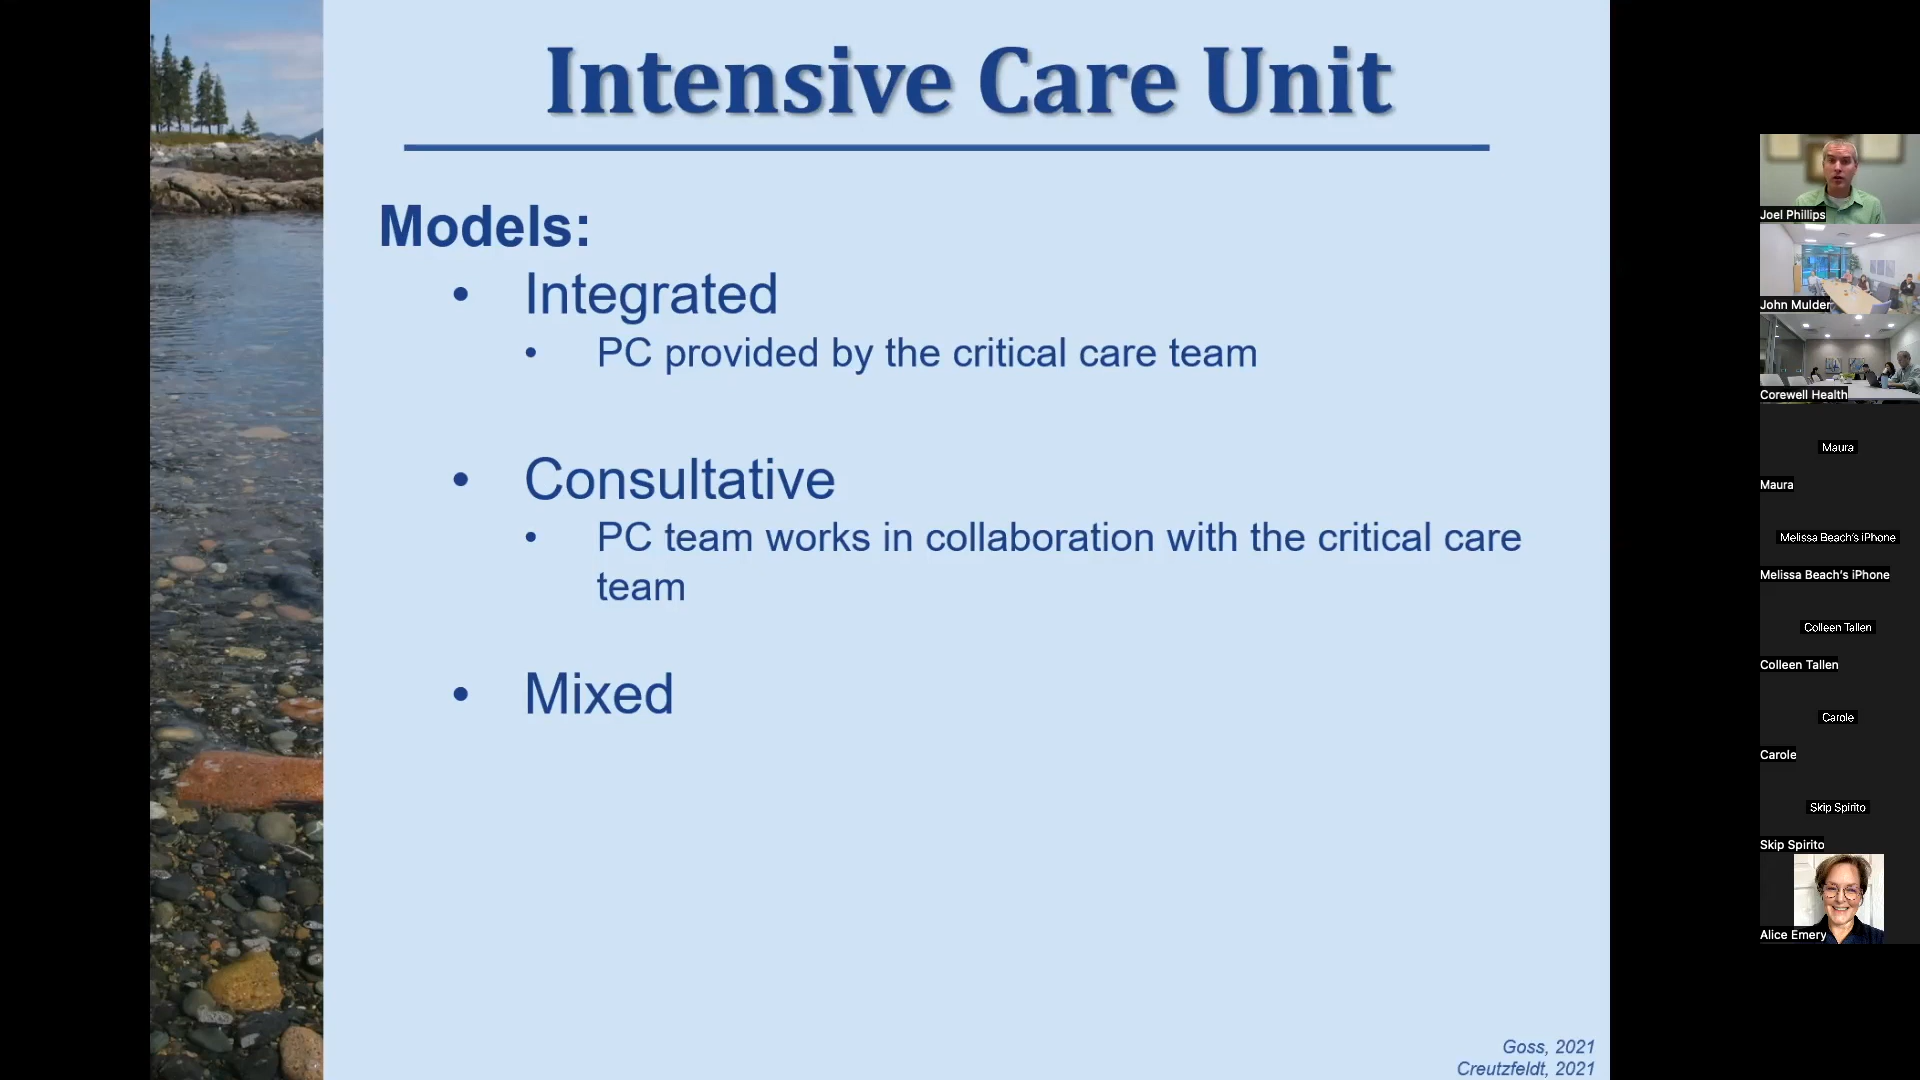 Intensive Care Unit
Models:
• Integrated
• PC provided by the critical care team
• Consultative
• PC team works in collaboration with the critical care
team
• Mixed
Goss, 2021
Creutzfeldt, 2021
Joel Phillips
John Mulder
Corewell Health
Maura
Maura
Melissa Beach's iPhone
Melissa Beach's iPhone
Colleen Tallen
Colleen Tallen
Carole
Carole
Skip Spirito
Skip Spirito
Alice Emery